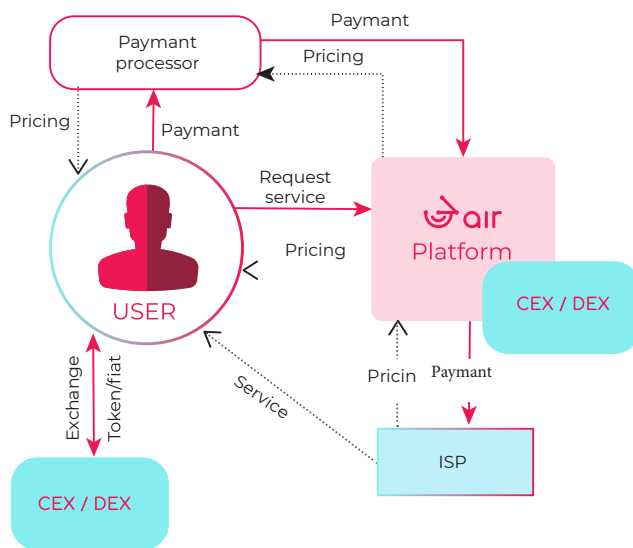 Paymant
Paymant
processor
Pricing
Pricing
Paymant
Request
service
air
Platform
Pricing
USER
CEX / DEX
Exchange
Token/fiat
Service
Pricin
Paymant
ISP
CEX / DEX